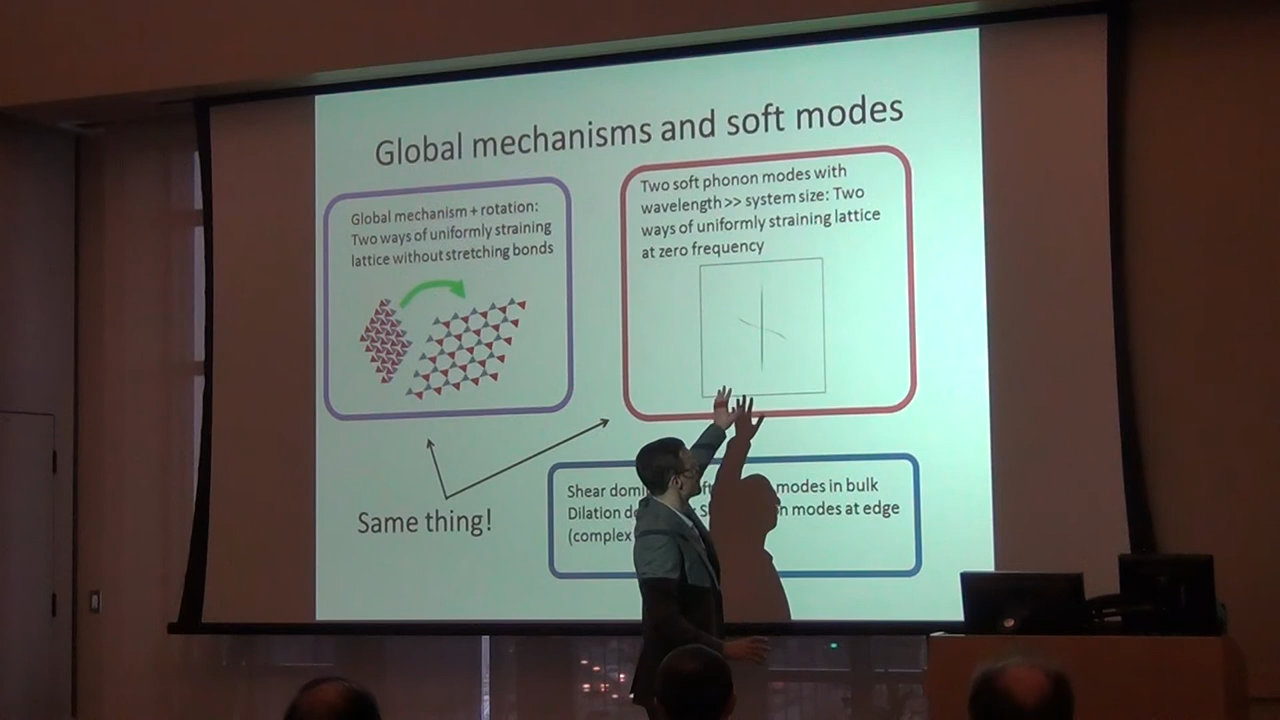 Global mechanisms and soft modes
Global mechanism + rotation:
Two ways of uniformly straining
lattice without stretching bonds
Two soft phonon modes with
wavelength >> system size: Two
ways of uniformly straining lattice
at zero frequency
Same thing!
Shear modes in bulk
Dilation modes at edge
(complex